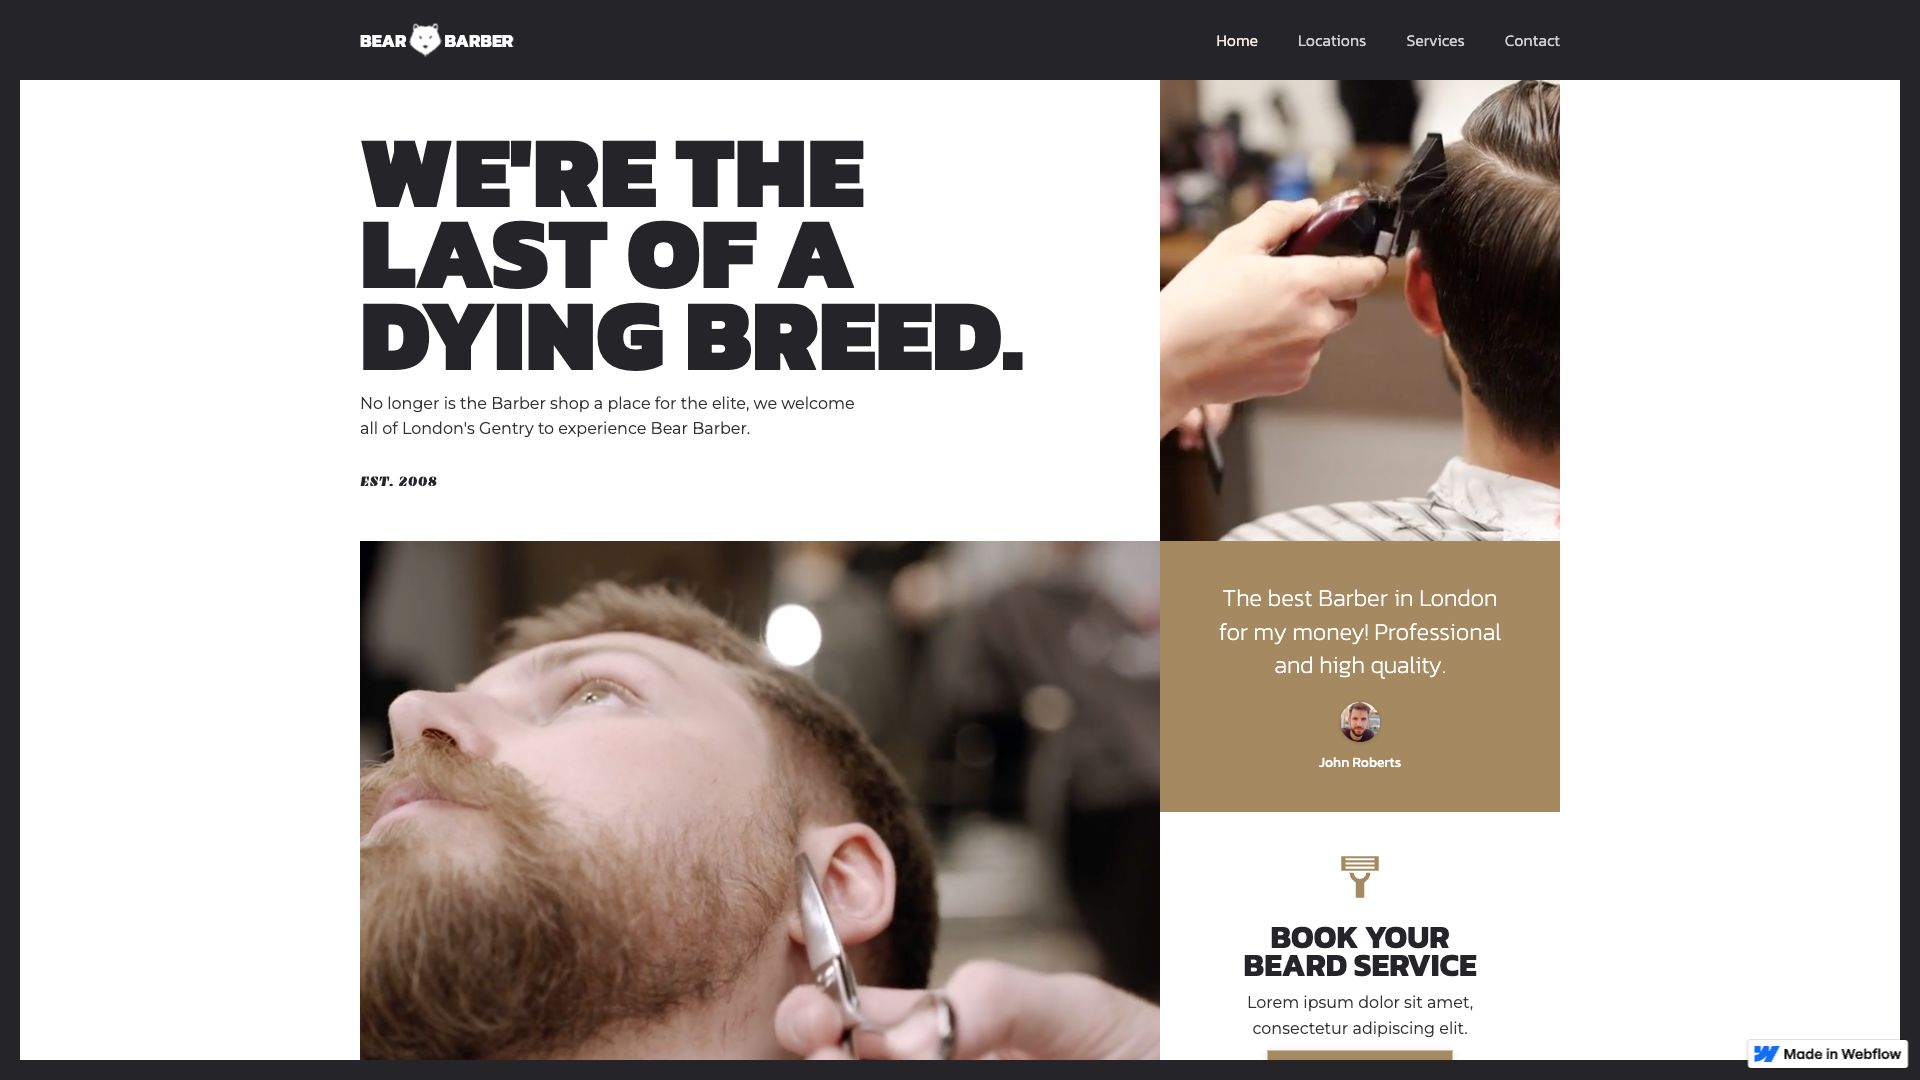 BEAR BARBER
Home
Locations
Services
Contact
WE'RE THE
LAST OF A
DYING BREED.
No longer is the Barber shop a place for the elite, we welcome
all of London's Gentry to experience Bear Barber.
EST. 2008
The best Barber in London
for my money! Professional
and high quality.
John Roberts
BOOK YOUR
BEARD SERVICE
Lorem ipsum dolor sit amet,
consectetur adipiscing elit.
Made in Webflow